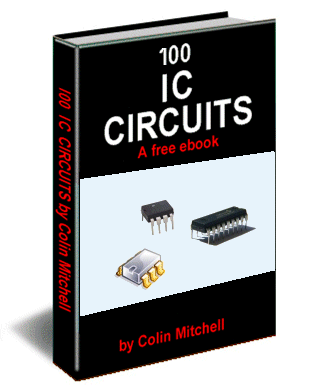 100
IC
CIRCUITS
A free ebook
by Colin Mitchell
100 IC CIRCUITS by Colin Mitchell